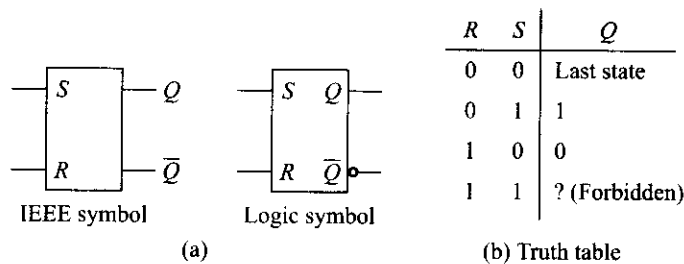 S
Q
R
Q̅
IEEE symbol
S Q
R Q̅
Logic symbol
(a)
R S Q
0 0 Last state
0 1 1
1 0 0
1 1 ? (Forbidden)
(b) Truth table